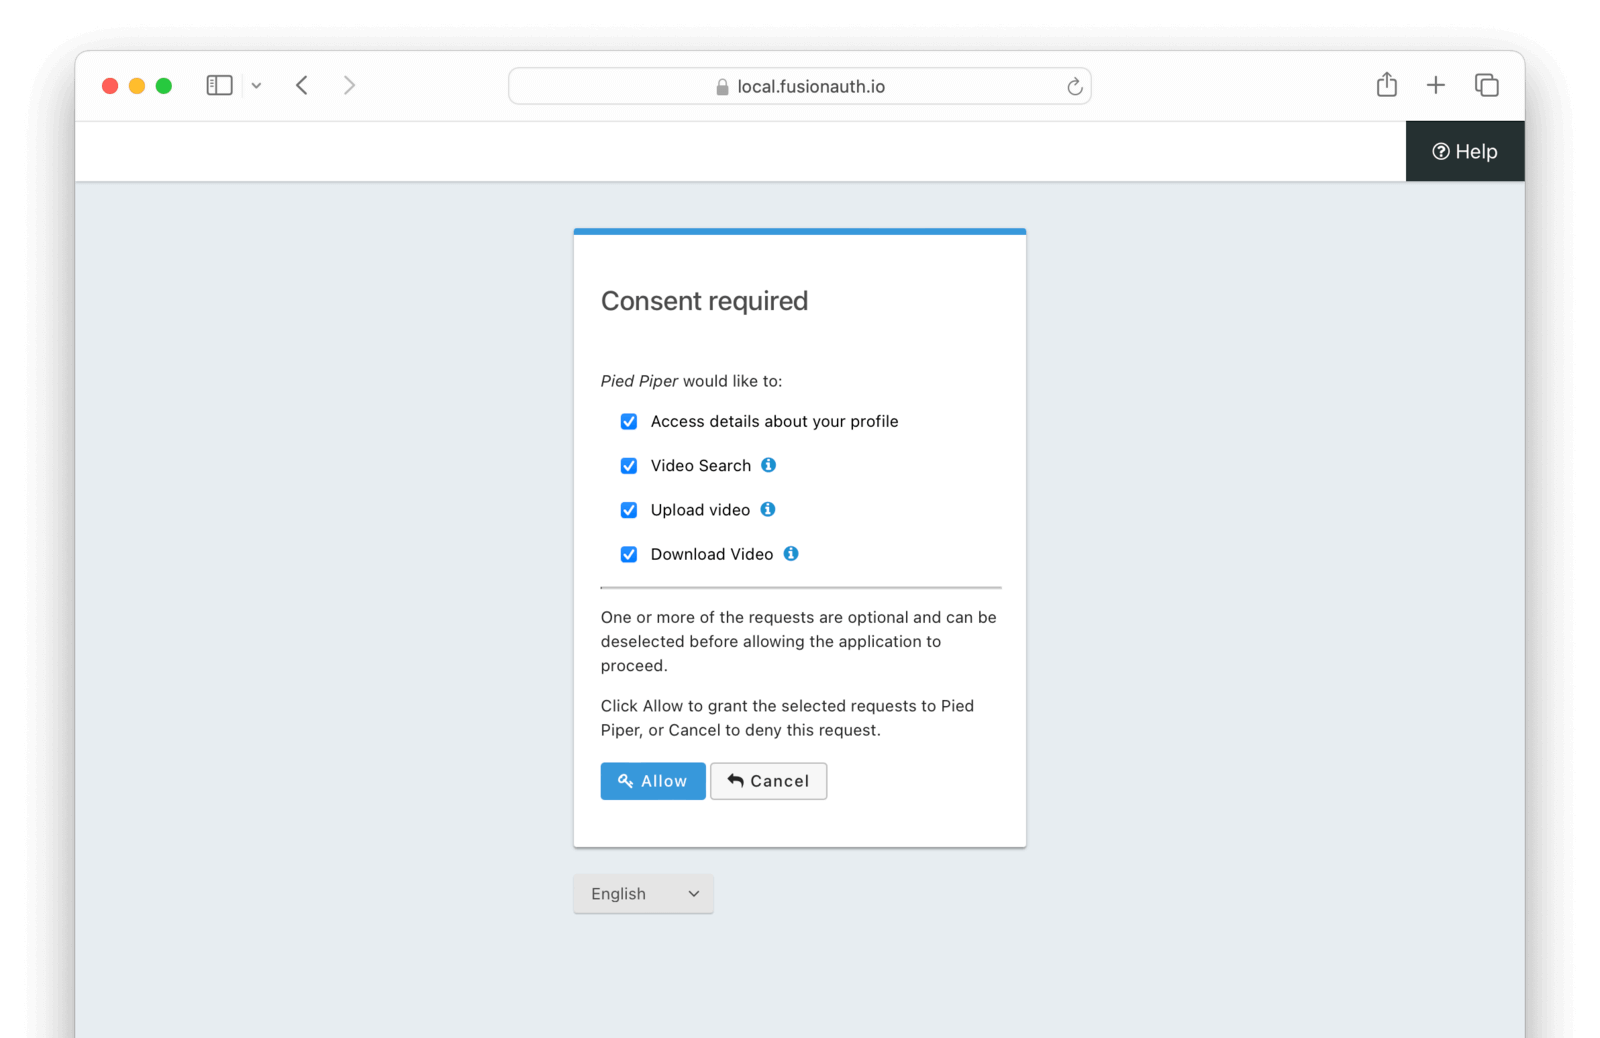 local.fusionauth.io
Help
Consent required
Pied Piper would like to:
Access details about your profile
Video Search
Upload video
Download Video
One or more of the requests are optional and can be
deselected before allowing the application to
proceed.
Click Allow to grant the selected requests to Pied
Piper, or Cancel to deny this request.
Allow Cancel
English